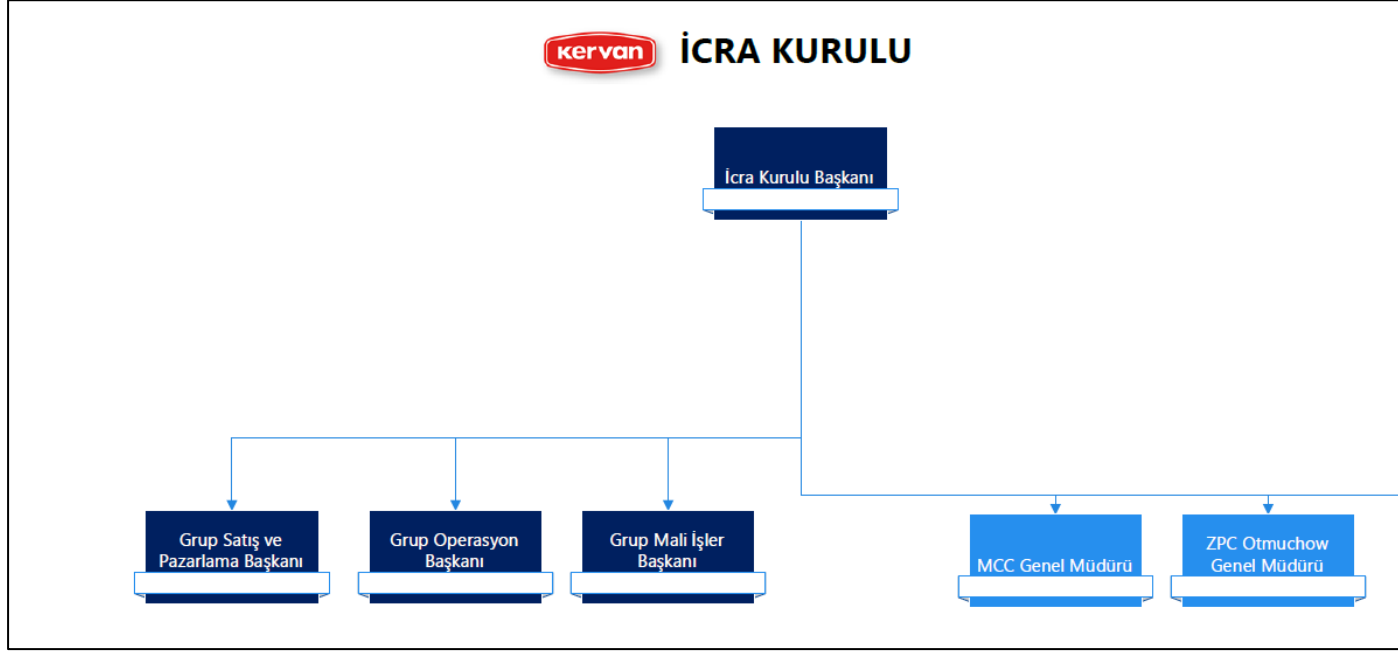 kervan İCRA KURULU
İcra Kurulu Başkanı
Grup Satış ve
Pazarlama Başkanı
Grup Operasyon
Başkanı
Grup Mali İşler
Başkanı
MCC Genel Müdürü
ZPC Otmuchow
Genel Müdürü